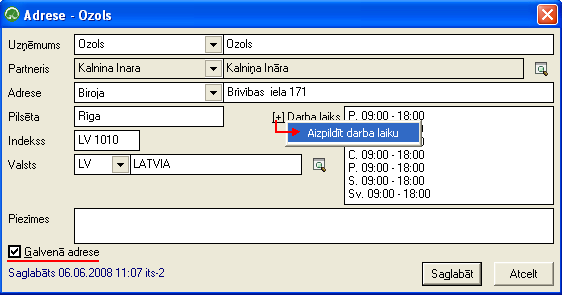 Adrese - Ozols
Uzņēmums Ozols Ozols
Partneris Kalnina Inara Kalniņa Ināra
Adrese Biroja Brīvības iela 171
Pilsēta Rīga [+] Darba laiks P. 09:00 - 18:00
Aizpildīt darba laiku
Indekss LV 1010
C. 09:00 - 18:00
Valsts LV LATVIA P. 09:00 - 18:00
S. 09:00 - 18:00
Sv. 09:00 - 18:00
Piezīmes
Galvenā adrese
Saglabāts 06.06.2008 11:07 its-2 Saglabāt Atcelt